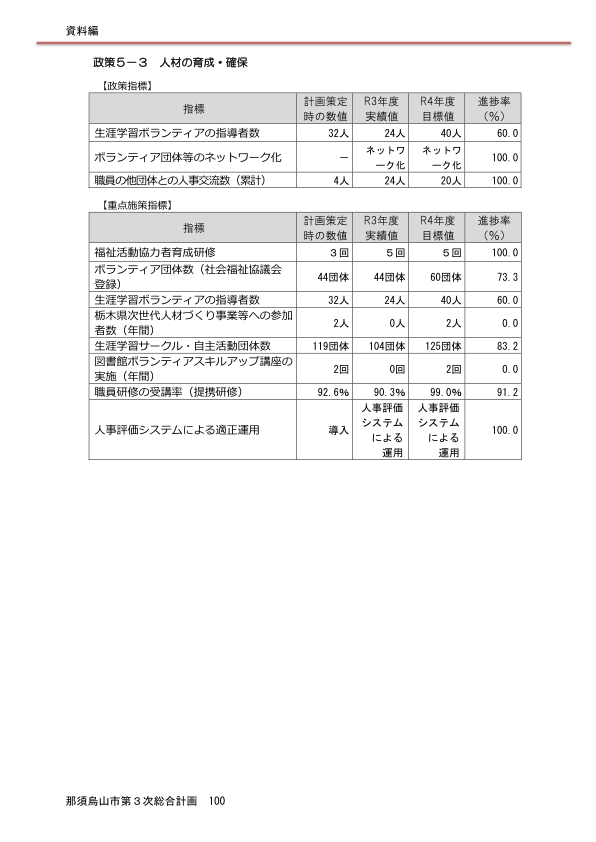 資料編
政策５－３　人材の育成・確保
【政策指標】
指標　計画策定時の数値　R3年度実績値　R4年度目標値　進捗率（％）
生涯学習ボランティアの指導者数　32人　24人　40人　60.0
ボランティア団体等のネットワーク化　－　ネットワーク化　ネットワーク化　100.0
職員の他団体との人事交流数（累計）　4人　24人　20人　100.0
【重点施策指標】
指標　計画策定時の数値　R3年度実績値　R4年度目標値　進捗率（％）
福祉活動協力者育成研修　３回　５回　５回　100.0
ボランティア団体数（社会福祉協議会登録）　44団体　44団体　60団体　73.3
生涯学習ボランティアの指導者数　32人　24人　40人　60.0
栃木県次世代人材づくり事業等への参加者数（年間）　2人　0人　2人　0.0
生涯学習サークル・自主活動団体数　119団体　104団体　125団体　83.2
図書館ボランティアスキルアップ講座の実施（年間）　2回　0回　2回　0.0
職員研修の受講率（提携研修）　92.6％　90.3％　99.0％　91.2
人事評価システムによる適正運用　導入　人事評価システムによる運用　人事評価システムによる運用　100.0
那須烏山市第３次総合計画　100